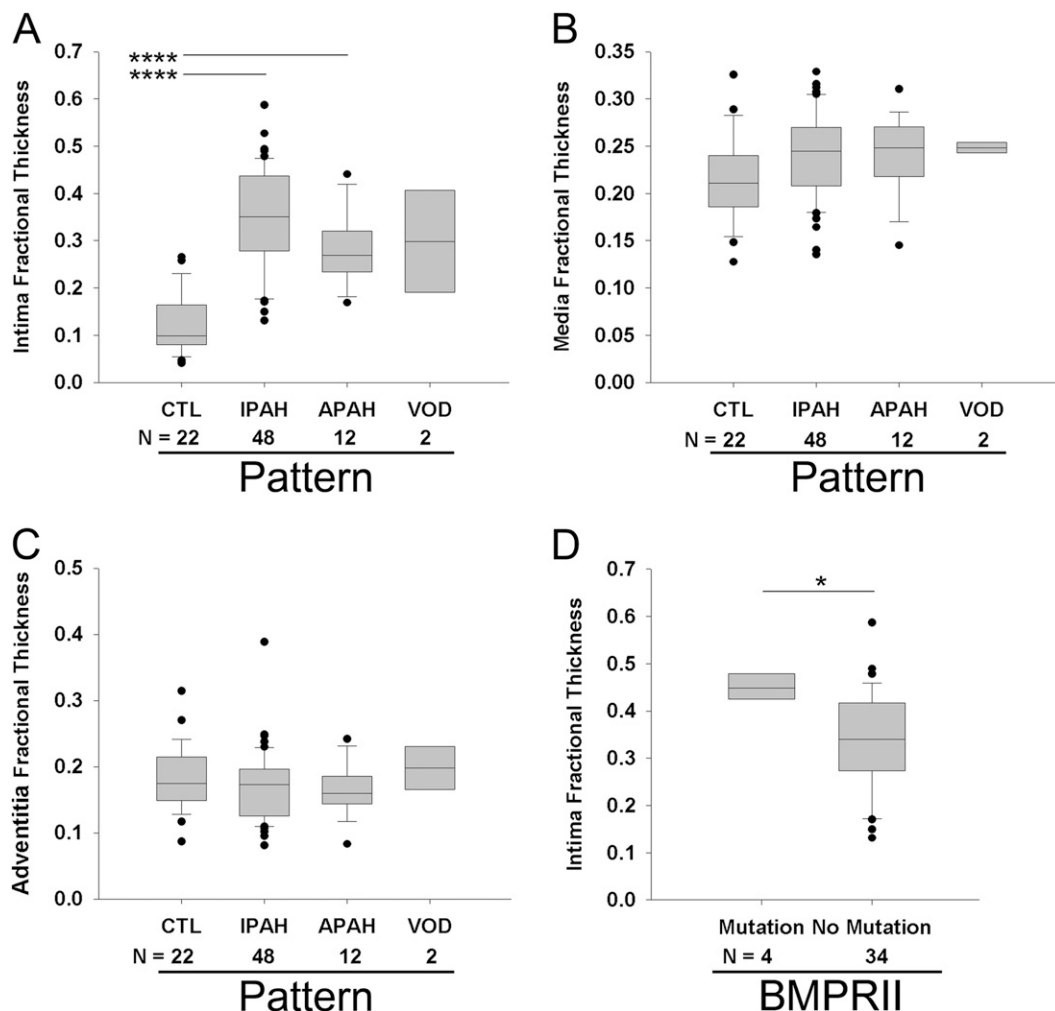 A
Intima Fractional Thickness
0.7
0.6
0.5
0.4
0.3
0.2
0.1
0.0
****
****
CTL IPAH APAH VOD
N = 22 48 12 2
Pattern
B
Media Fractional Thickness
0.35
0.30
0.25
0.20
0.15
0.10
0.05
0.00
CTL IPAH APAH VOD
N = 22 48 12 2
Pattern
C
Adventitia Fractional Thickness
0.5
0.4
0.3
0.2
0.1
0.0
CTL IPAH APAH VOD
N = 22 48 12 2
Pattern
D
Intima Fractional Thickness
0.7
0.6
0.5
0.4
0.3
0.2
0.1
0.0
*
Mutation No Mutation
N = 4 34
BMPRII